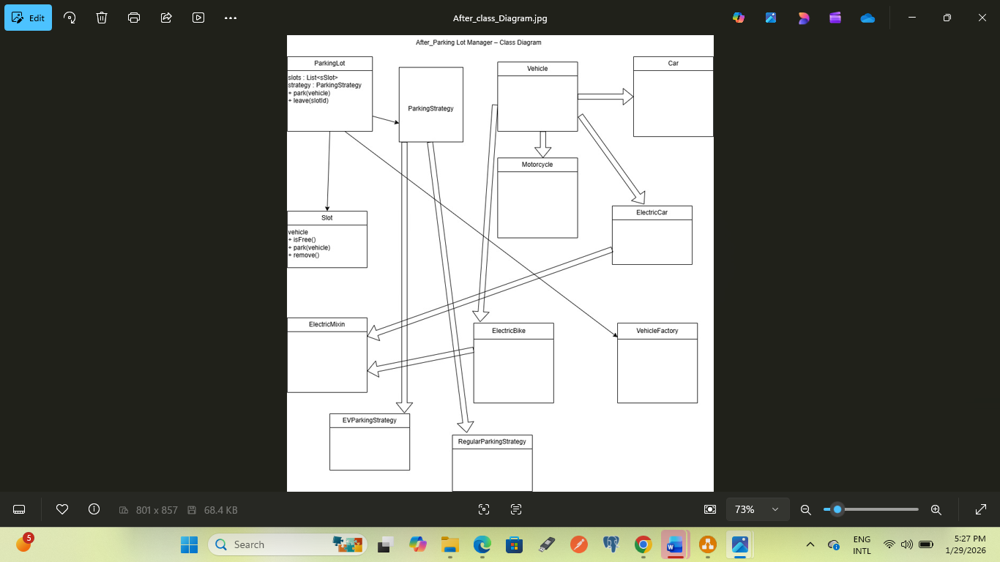 Edit
After_class_Diagram.jpg
After_Parking Lot Manager – Class Diagram
ParkingLot
slots : List<sSlot>
strategy : ParkingStrategy
+ park(vehicle)
+ leave(slotId)
ParkingStrategy
Vehicle
Car
Motorcycle
ElectricCar
Slot
vehicle
+ isFree()
+ park(vehicle)
+ remove()
ElectricMixin
ElectricBike
VehicleFactory
EVParkingStrategy
RegularParkingStrategy
801 x 857
68.4 KB
73%
5
Search
ENG
INTL
5:27 PM
1/29/2026